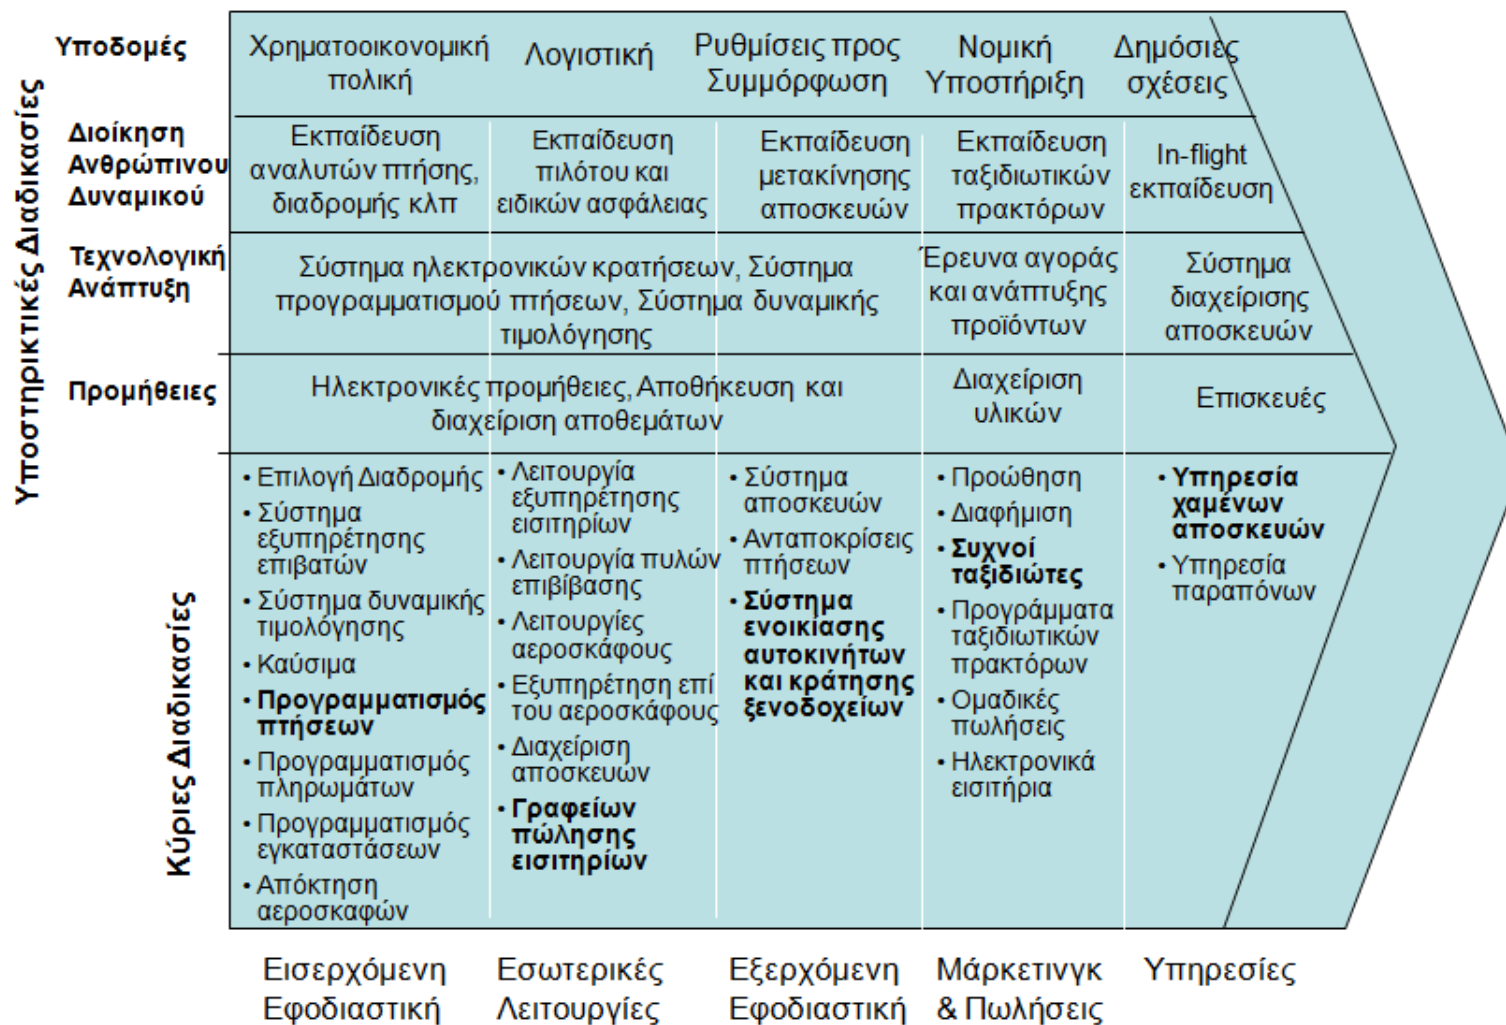 Υποστηρικτικές Διαδικασίες
Υποδομές
Χρηματοοικονομική
πολική
Λογιστική
Ρυθμίσεις προς
Συμμόρφωση
Νομική
Υποστήριξη
Δημόσιες
σχέσεις
Διοίκηση
Ανθρώπινου
Δυναμικού
Εκπαίδευση
αναλυτών πτήσης,
διαδρομής κλπ
Εκπαίδευση
πιλότου και
ειδικών ασφάλειας
Εκπαίδευση
μετακίνησης
αποσκευών
Εκπαίδευση
ταξιδιωτικών
πρακτόρων
In-flight
εκπαίδευση
Τεχνολογική
Ανάπτυξη
Σύστημα ηλεκτρονικών κρατήσεων, Σύστημα
προγραμματισμού πτήσεων, Σύστημα δυναμικής
τιμολόγησης
Έρευνα αγοράς
και ανάπτυξης
προϊόντων
Σύστημα
διαχείρισης
αποσκευών
Προμήθειες
Ηλεκτρονικές προμήθειες, Αποθήκευση και
διαχείριση αποθεμάτων
Διαχείριση
υλικών
Επισκευές
Κύριες Διαδικασίες
• Επιλογή Διαδρομής
• Σύστημα
εξυπηρέτησης
επιβατών
• Σύστημα δυναμικής
τιμολόγησης
• Καύσιμα
• Προγραμματισμός
πτήσεων
• Προγραμματισμός
πληρωμάτων
• Προγραμματισμός
εγκαταστάσεων
• Απόκτηση
αεροσκαφών
• Λειτουργία
εξυπηρέτησης
εισιτηρίων
• Λειτουργία πυλών
επιβίβασης
• Λειτουργίες
αεροσκάφους
• Εξυπηρέτηση επί
του αεροσκάφους
• Διαχείριση
αποσκευών
• Γραφείων
πώλησης
εισιτηρίων
• Σύστημα
αποσκευών
• Ανταποκρίσεις
πτήσεων
• Σύστημα
ενοικίασης
αυτοκινήτων
και κράτησης
ξενοδοχείων
• Προώθηση
• Διαφήμιση
• Συχνοί
ταξιδιώτες
• Προγράμματα
ταξιδιωτικών
πρακτόρων
• Ομαδικές
πωλήσεις
• Ηλεκτρονικά
εισιτήρια
• Υπηρεσία
χαμένων
αποσκευών
• Υπηρεσία
παραπόνων
Εισερχόμενη
Εφοδιαστική
Εσωτερικές
Λειτουργίες
Εξερχόμενη
Εφοδιαστική
Μάρκετινγκ
& Πωλήσεις
Υπηρεσίες